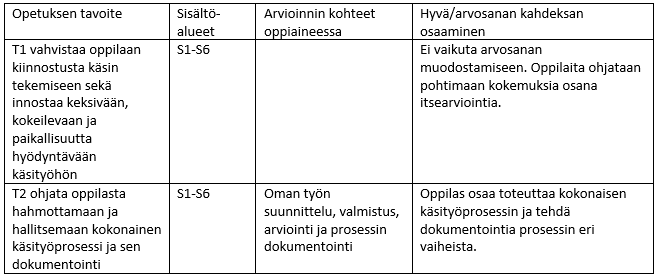 Opetuksen tavoite
Sisältö-
alueet
Arvioinnin kohteet
oppiaineessa
Hyvä/arvosanan kahdeksan
osaaminen
T1 vahvistaa oppilaan
kiinnostusta käsin
tekemiseen sekä
innostaa keksivään,
kokeilevaan ja
paikallisuutta
hyödyntävään
käsityöhön
S1-S6
Ei vaikuta arvosanan
muodostamiseen. Oppilaita ohjataan
pohtimaan kokemuksia osana
itsearviointia.
T2 ohjata oppilasta
hahmottamaan ja
hallitsemaan kokonainen
käsityöprosessi ja sen
dokumentointi
S1-S6
Oman työn
suunnittelu, valmistus,
arviointi ja prosessin
dokumentointi
Oppilas osaa toteuttaa kokonaisen
käsityöprosessin ja tehdä
dokumentointia prosessin eri
vaiheista.